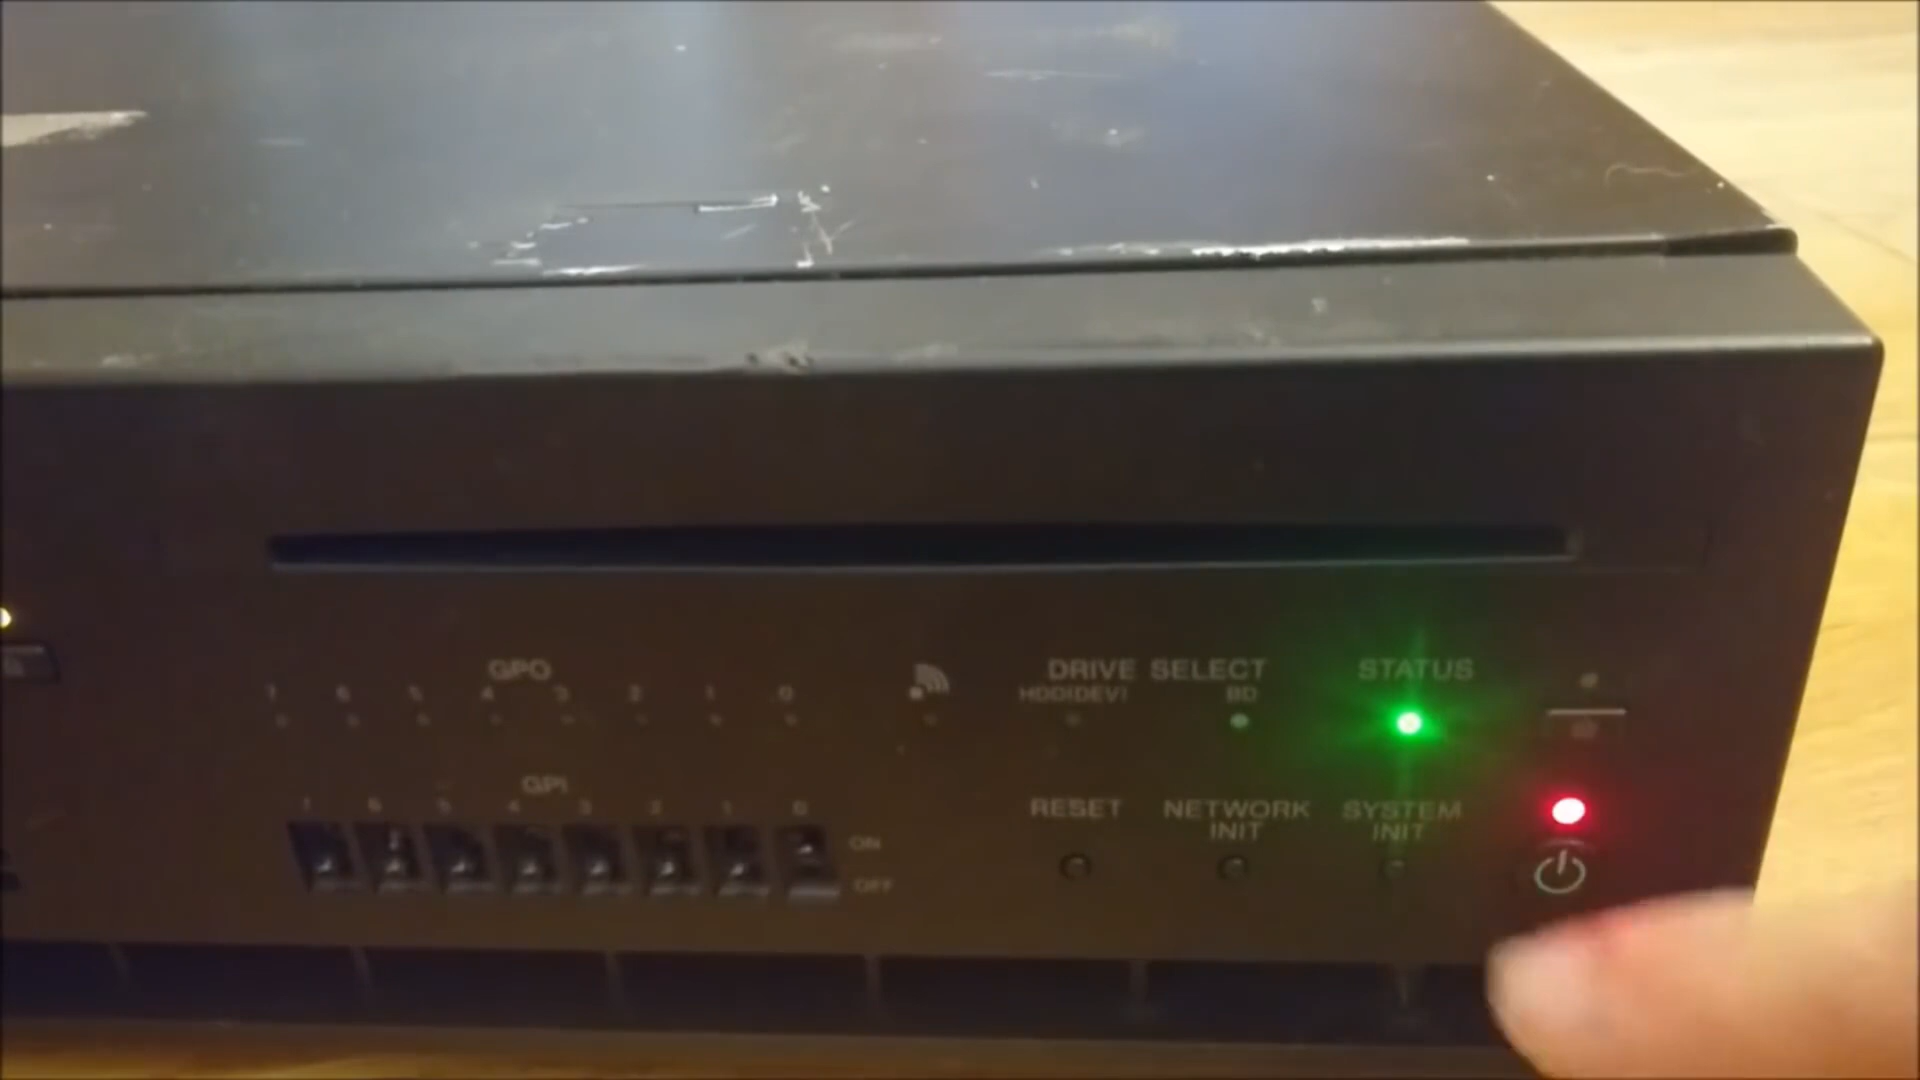 GPO
DRIVE SELECT
STATUS
7 6 5 4 3 2 1 0
HDD/DEV1
BD
GPI
7 6 5 4 3 2 1 0
RESET
NETWORK
INIT
SYSTEM
INIT
ON
OFF